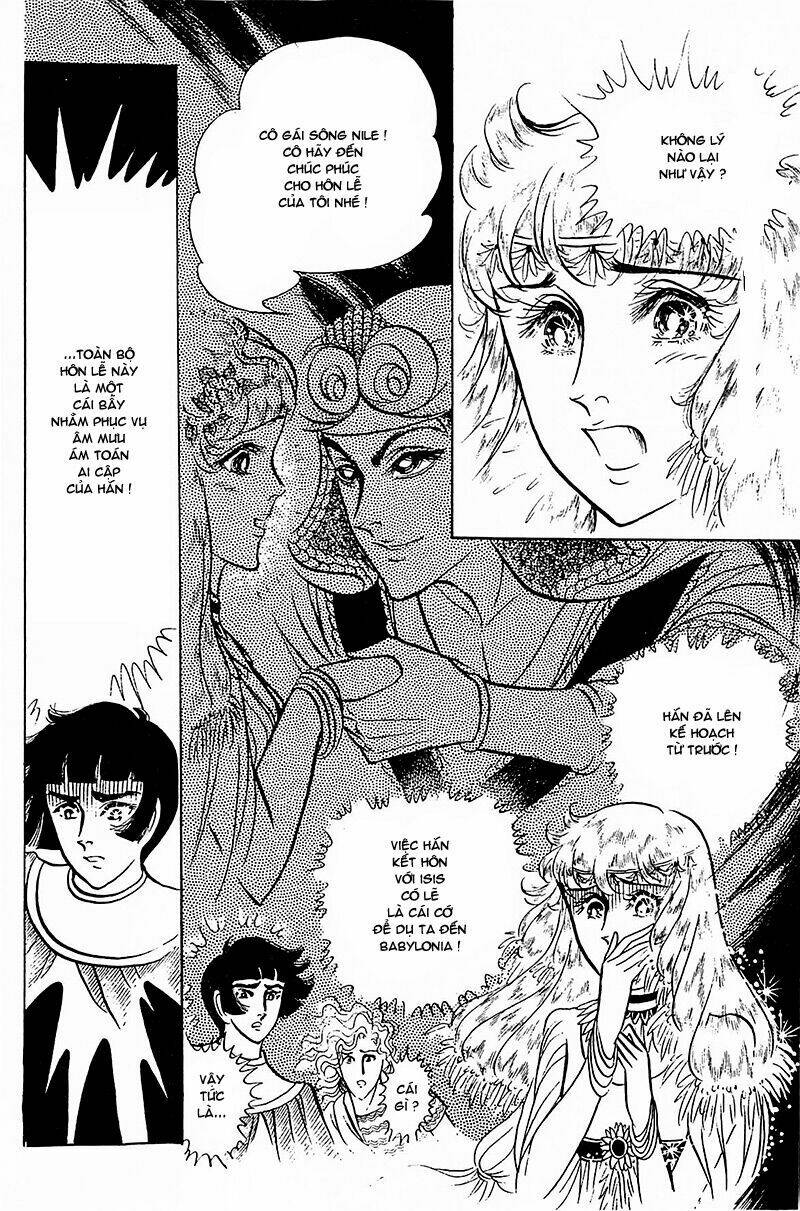 KHÔNG LÝ
NÀO LẠI
NHƯ VẬY ?
CÔ GÁI SÔNG NILE !
CÔ HÃY ĐẾN
CHÚC PHÚC
CHO HÔN LỄ
CỦA TÔI NHÉ !
HẮN ĐÃ LÊN
KẾ HOẠCH
TỪ TRƯỚC !
VIỆC HẮN
KẾT HÔN
VỚI ISIS
CÓ LẼ
LÀ CÁI CỚ
ĐỂ DỤ TA ĐẾN
BABYLONIA !
CÁI
GÌ ?
VẬY
TỨC
LÀ...
...TOÀN BỘ
HÔN LỄ NÀY
LÀ MỘT
CÁI BẪY
NHẰM PHỤC VỤ
ÂM MƯU
ÁM TOÁN
AI CẬP
CỦA HẮN !